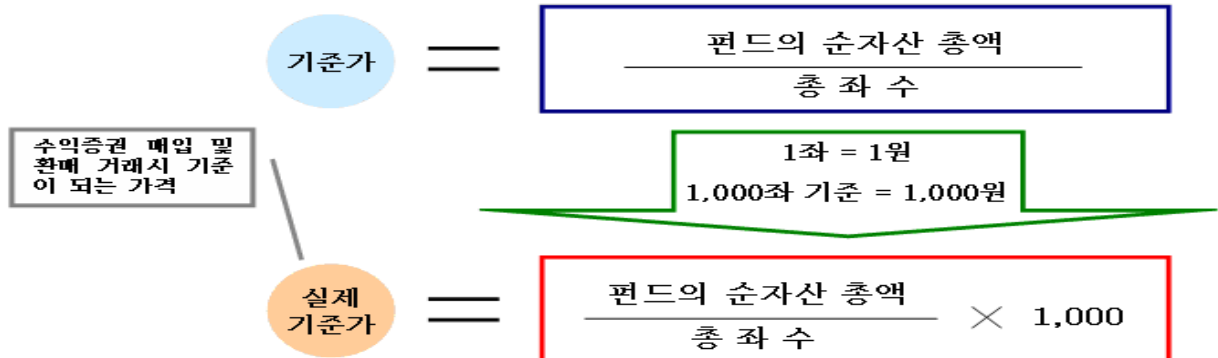 기준가
펀드의 순자산 총액
총 좌 수
수익증권 매입 및
환매 거래시 기준
이 되는 가격
1좌 = 1원
1,000좌 기준 = 1,000원
실제
기준가
펀드의 순자산 총액
총 좌 수
× 1,000